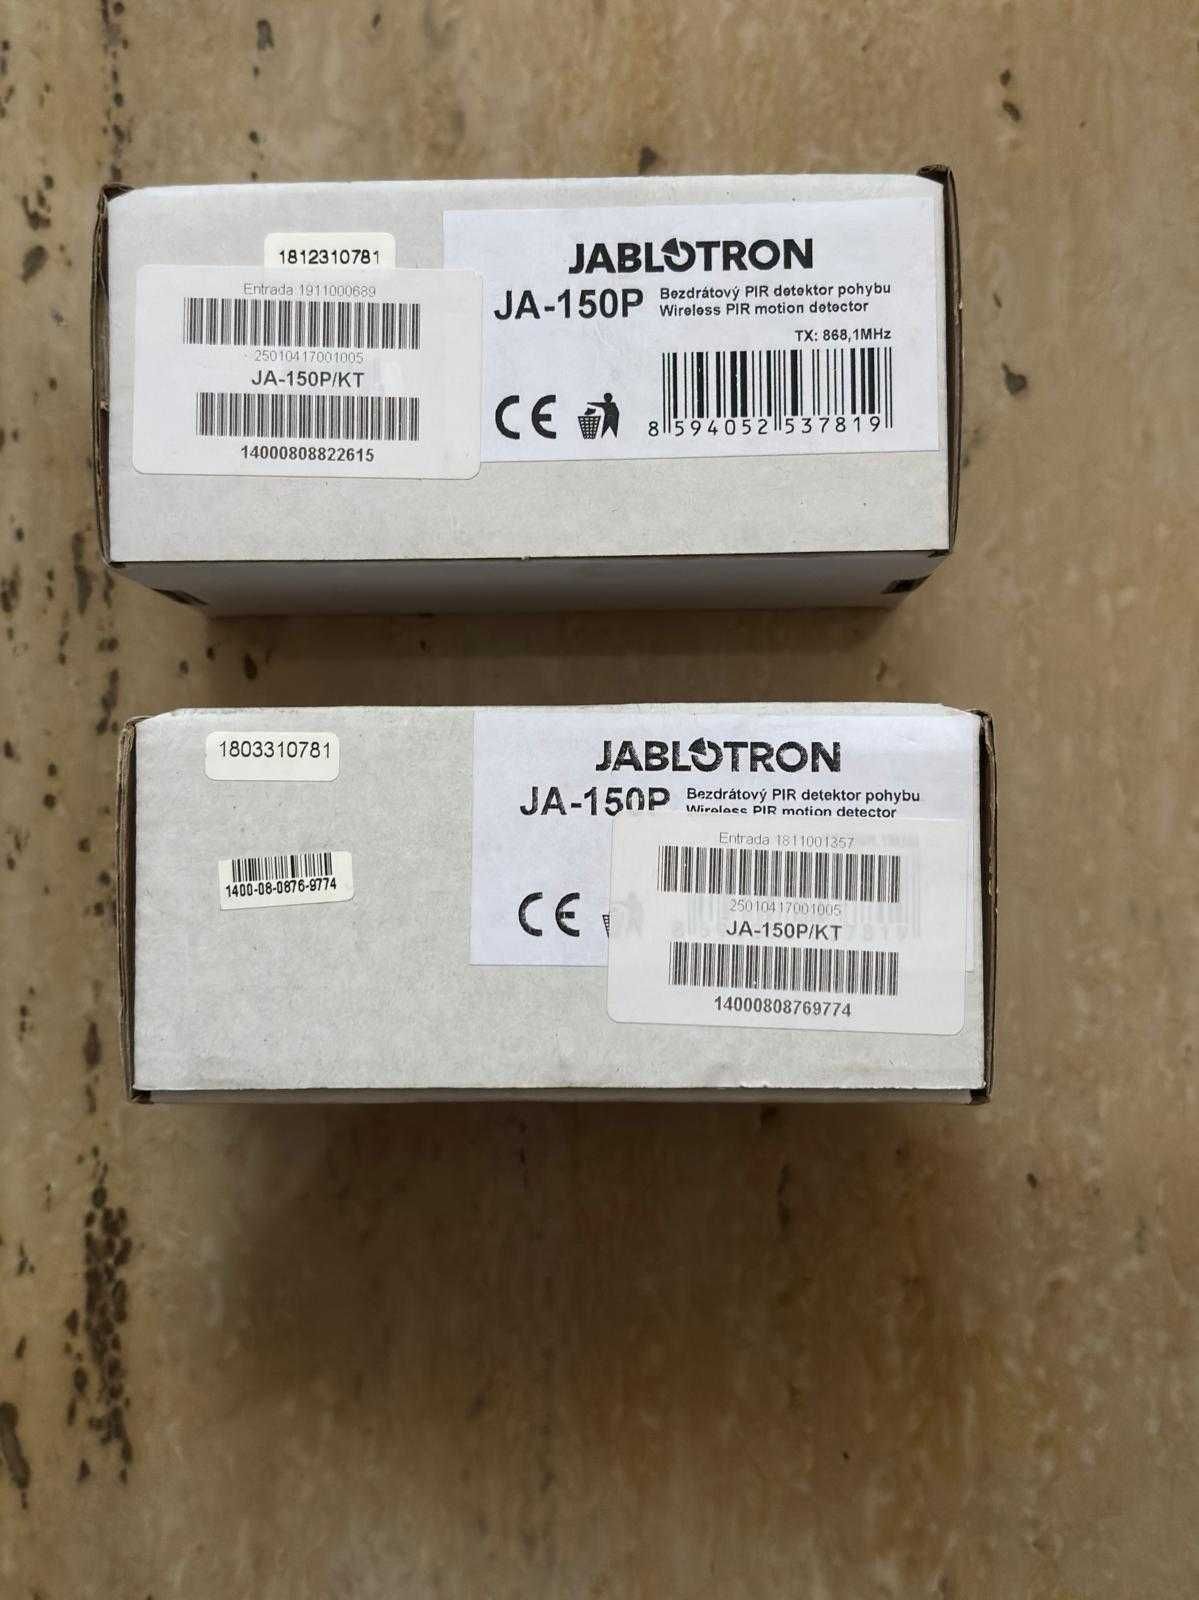 1812310781
Entrada 1911000689
25010417001005
JA-150P/KT
14000808822615
JABLOTRON
JA-150P
Bezdrátový PIR detektor pohybu
Wireless PIR motion detector
TX: 868,1MHz
CE
8 594052 537819
1803310781
1400-08-0876-9774
JABLOTRON
JA-150P
Bezdrátový PIR detektor pohybu
Wireless PIR motion detector
CE
Entrada 1811001357
25010417001005
JA-150P/KT
14000808769774